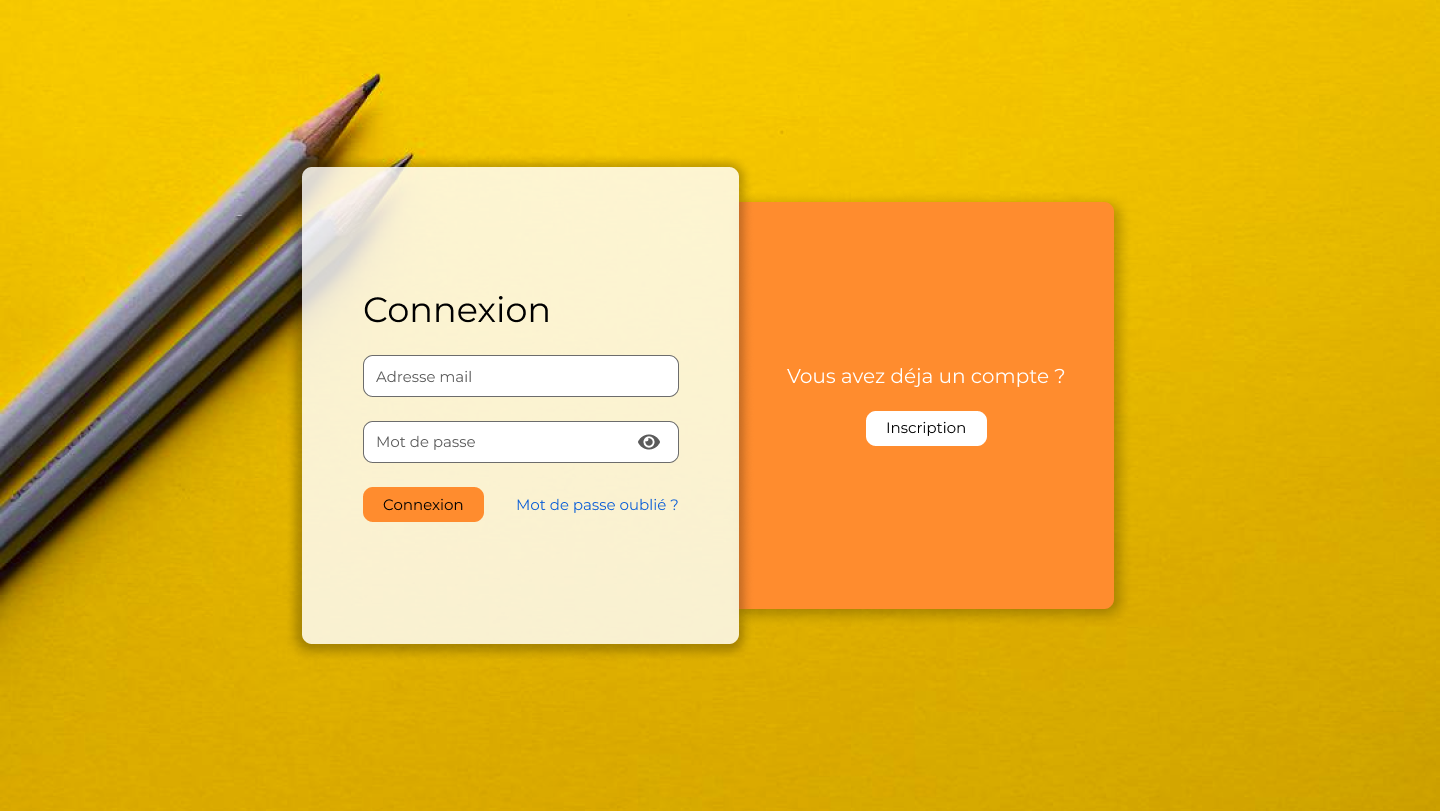 Connexion
Adresse mail
Mot de passe
Connexion
Mot de passe oublié ?
Vous avez déja un compte ?
Inscription